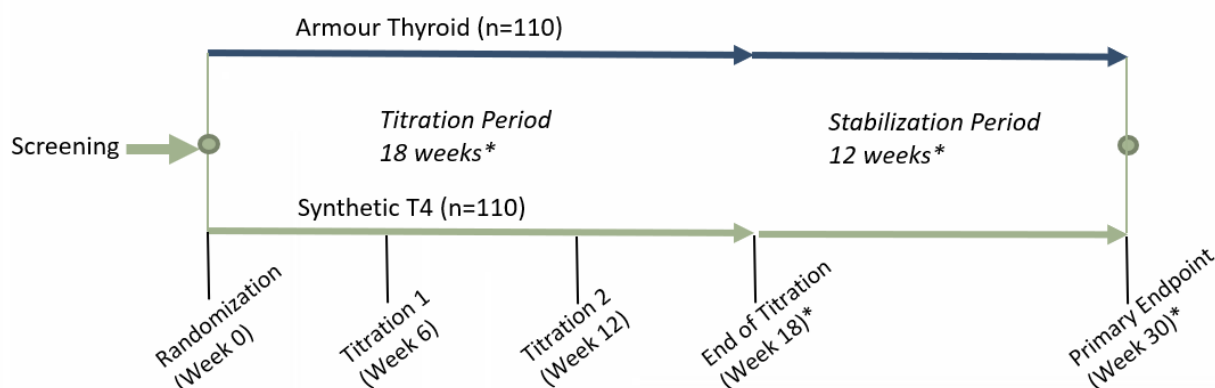 Armour Thyroid (n=110)
Screening
Titration Period
18 weeks*
Stabilization Period
12 weeks*
Synthetic T4 (n=110)
Randomization
(Week 0)
Titration 1
(Week 6)
Titration 2
(Week 12)
End of Titration
(Week 18)*
Primary Endpoint
(Week 30)*